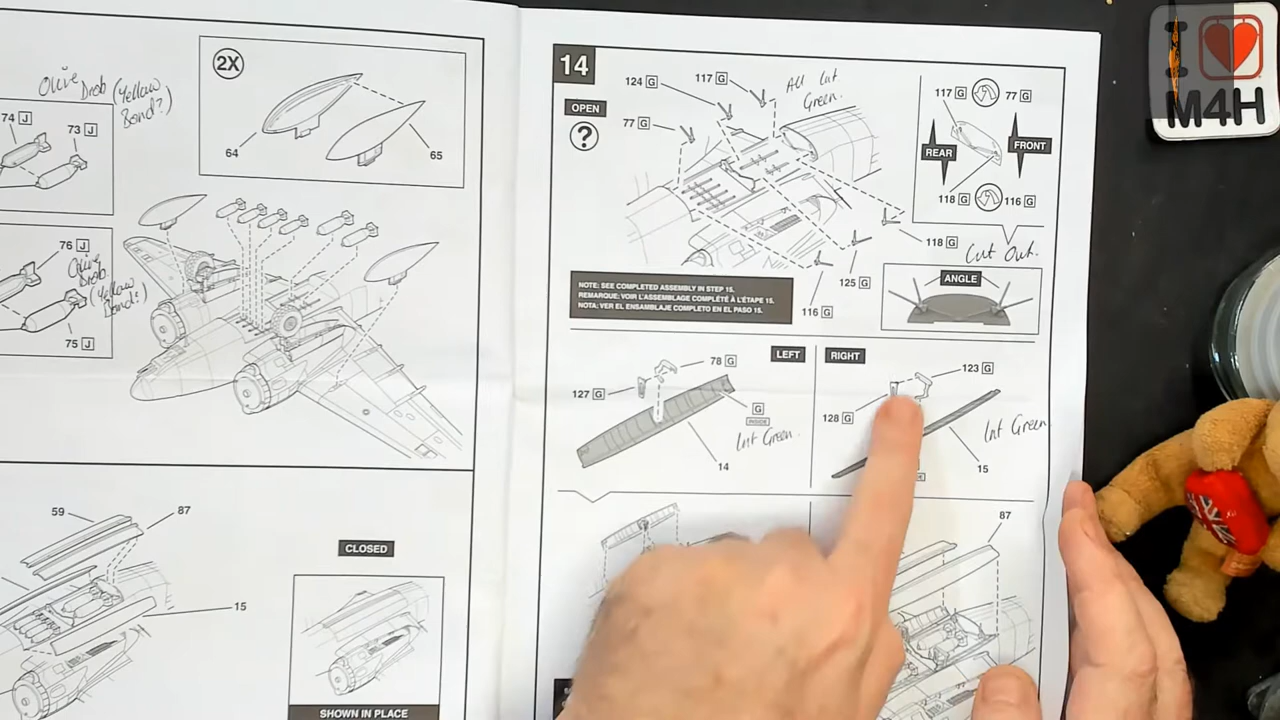 Olive
Drab (Yellow
Band?)
74 J
73 J
76 J
Olive
Drab
(Yellow
Band?)
75 J
2X
64
65
59
87
15
CLOSED
SHOWN IN PLACE
14
OPEN
?
124 G
117 G
77 G
All Int
Green.
118 G
125 G
116 G
117 G
77 G
REAR
FRONT
118 G
116 G
Cut Out.
ANGLE
NOTE: SEE COMPLETED ASSEMBLY IN STEP 15.
REMARQUE: VOIR L'ASSEMBLAGE COMPLÉTÉ À L'ÉTAPE 15.
NOTA: VER EL ENSAMBLAJE COMPLETO EN EL PASO 15.
LEFT
78 G
127 G
G
INSIDE
Int Green.
14
RIGHT
123 G
128 G
Int Green
15
87
I
M4H